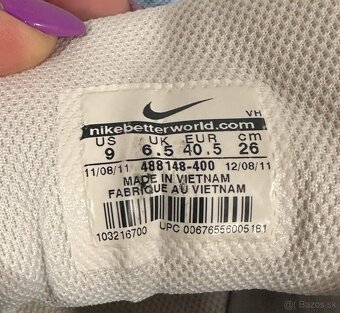 VH
nikebetterworld.com
US UK EUR cm
9 6.5 40.5 26
11/08/11 488148-400 12/08/11
MADE IN VIETNAM
FABRIQUE AU VIETNAM
103216700 UPC 00676556005181
Bazos.sk